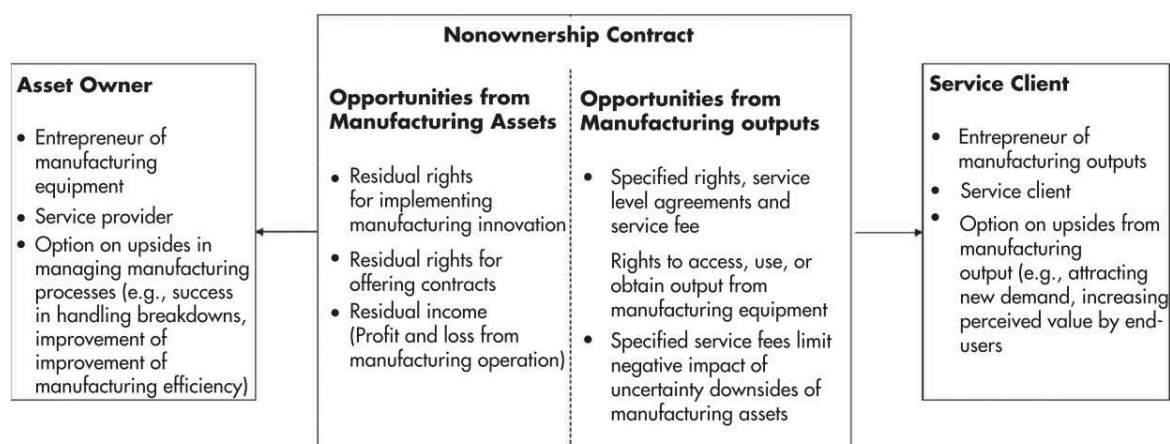 Nonownership Contract
Asset Owner
• Entrepreneur of
manufacturing
equipment
• Service provider
• Option on upsides in
managing manufacturing
processes (e.g., success
in handling breakdowns,
improvement of
improvement of
manufacturing efficiency)
Opportunities from
Manufacturing Assets
• Residual rights
for implementing
manufacturing innovation
• Residual rights for
offering contracts
• Residual income
(Profit and loss from
manufacturing operation)
Opportunities from
Manufacturing outputs
• Specified rights, service
level agreements and
service fee
Rights to access, use, or
obtain output from
manufacturing equipment
• Specified service fees limit
negative impact of
uncertainty downsides of
manufacturing assets
Service Client
• Entrepreneur of
manufacturing outputs
• Service client
• Option on upsides from
manufacturing
output (e.g., attracting
new demand, increasing
perceived value by end-
users